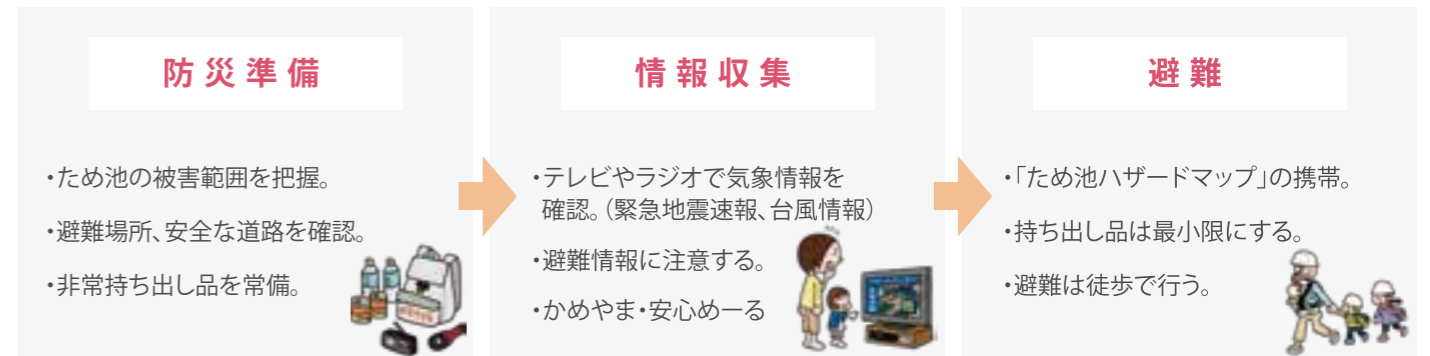 防災準備
・ため池の被害範囲を把握。
・避難場所、安全な道路を確認。
・非常持ち出し品を常備。
情報収集
・テレビやラジオで気象情報を
確認。（緊急地震速報、台風情報）
・避難情報に注意する。
・かめやま・安心めーる
避難
・「ため池ハザードマップ」の携帯。
・持ち出し品は最小限にする。
・避難は徒歩で行う。